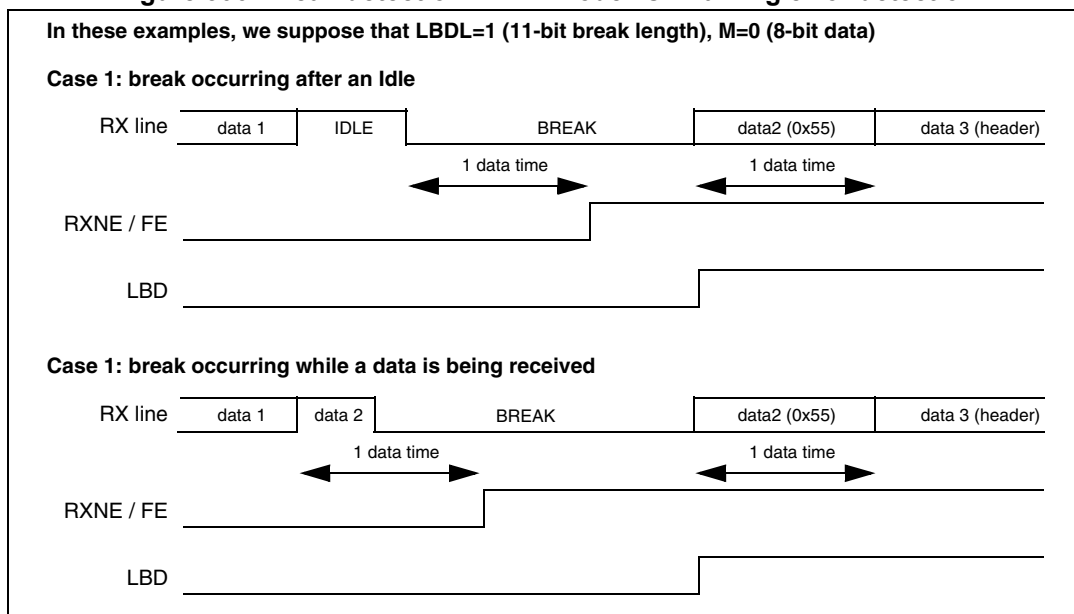 In these examples, we suppose that LBDL=1 (11-bit break length), M=0 (8-bit data)
Case 1: break occurring after an Idle
RX line data 1 IDLE BREAK data2 (0x55) data 3 (header)
1 data time 1 data time
RXNE / FE
LBD
Case 1: break occurring while a data is being received
RX line data 1 data 2 BREAK data2 (0x55) data 3 (header)
1 data time 1 data time
RXNE / FE
LBD